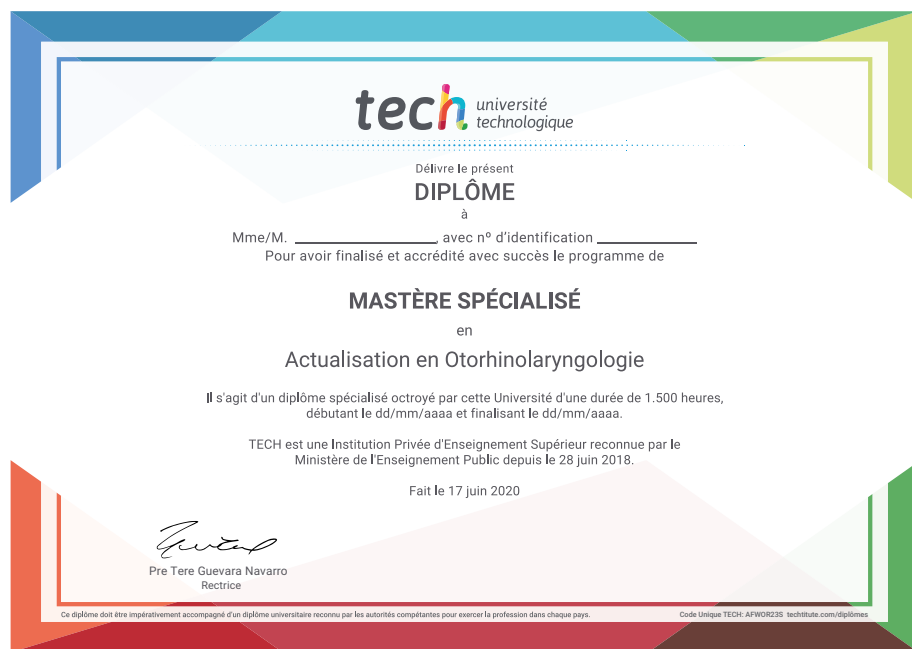 tech université
technologique
Délivre le présent
DIPLÔME
à
Mme/M. ____________, avec nº d'identification ____________
Pour avoir finalisé et accrédité avec succès le programme de
MASTÈRE SPÉCIALISÉ
en
Actualisation en Otorhinolaryngologie
Il s'agit d'un diplôme spécialisé octroyé par cette Université d'une durée de 1.500 heures,
débutant le dd/mm/aaaa et finalisant le dd/mm/aaaa.
TECH est une Institution Privée d'Enseignement Supérieur reconnue par le
Ministère de l'Enseignement Public depuis le 28 juin 2018.
Fait le 17 juin 2020
Pre Tere Guevara Navarro
Rectrice
Ce diplôme doit être impérativement accompagné d'un diplôme universitaire reconnu par les autorités compétentes pour exercer la profession dans chaque pays.
Code Unique TECH: AFWOR23S techtitute.com/diplômes